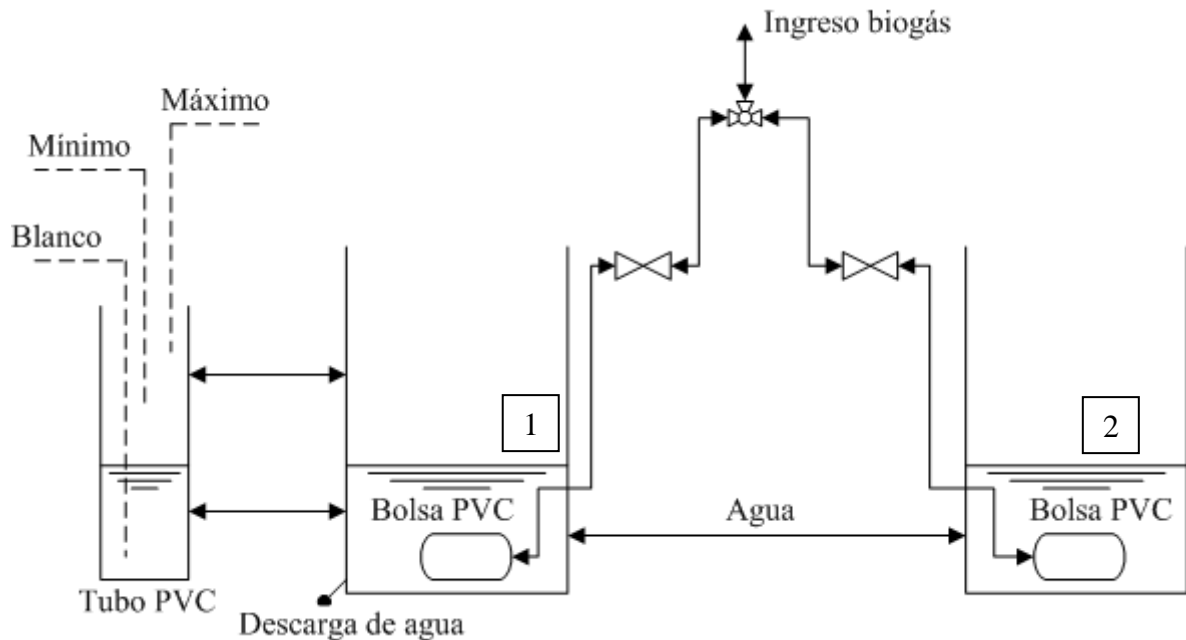 Ingreso biogás
Máximo
Mínimo
Blanco
1
2
Bolsa PVC
Agua
Bolsa PVC
Tubo PVC
Descarga de agua